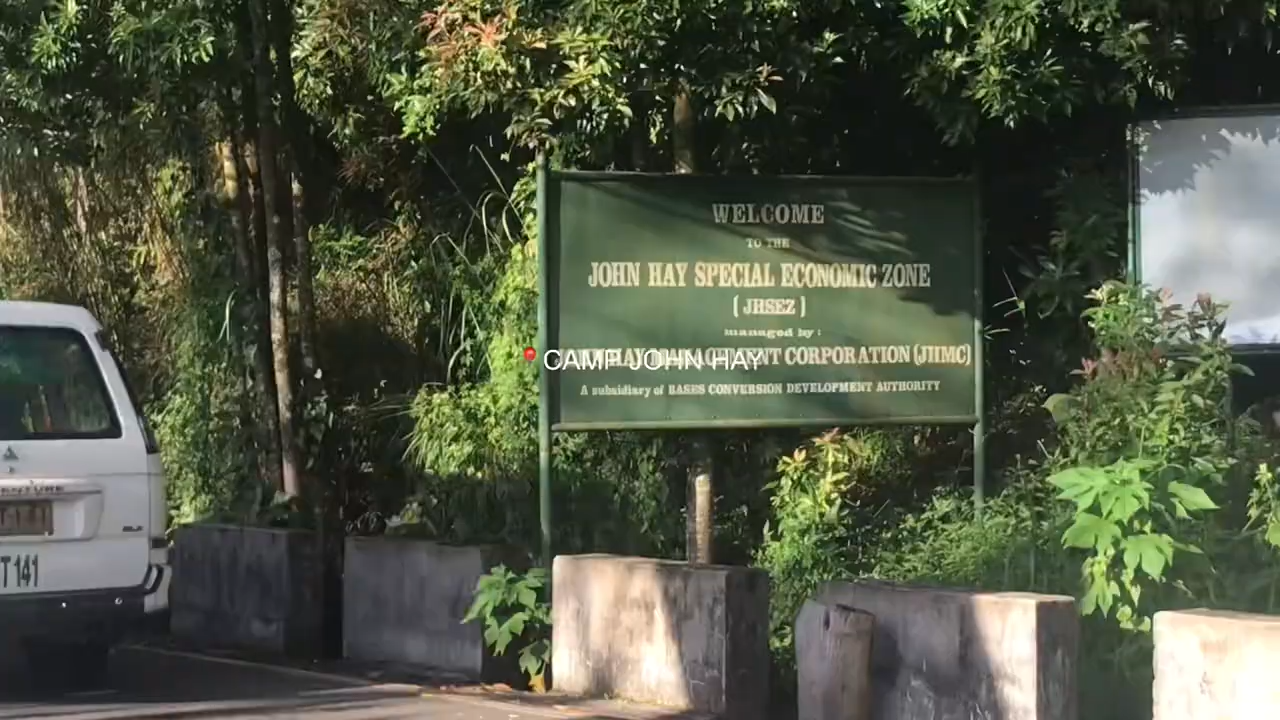 WELCOME
TO THE
JOHN HAY SPECIAL ECONOMIC ZONE
( JHSEZ )
managed by :
CORPORATION (JHMC)
📍 CAMP JOHN HAY
A subsidiary of BASES CONVERSION DEVELOPMENT AUTHORITY
T 141